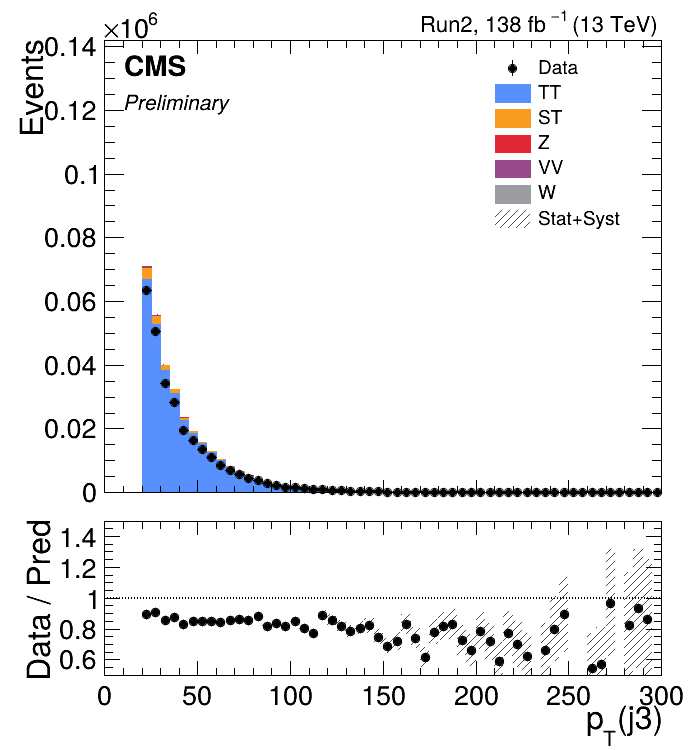 ×10⁶
Run2, 138 fb⁻¹ (13 TeV)
Events
0.14
0.12
0.1
0.08
0.06
0.04
0.02
0
CMS
Preliminary
Data
TT
ST
Z
VV
W
Stat+Syst
Data / Pred
1.4
1.2
1
0.8
0.6
0 50 100 150 200 250 300
p_T(j3)